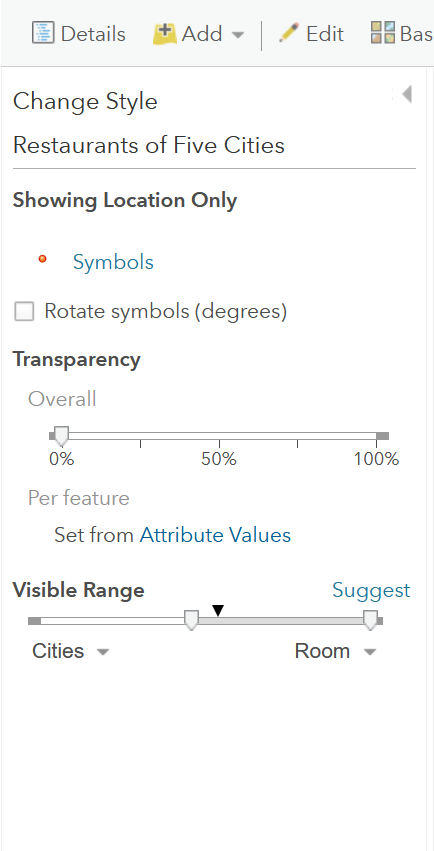 Details Add Edit Bas
Change Style
Restaurants of Five Cities
Showing Location Only
Symbols
Rotate symbols (degrees)
Transparency
Overall
0% 50% 100%
Per feature
Set from Attribute Values
Visible Range Suggest
Cities Room